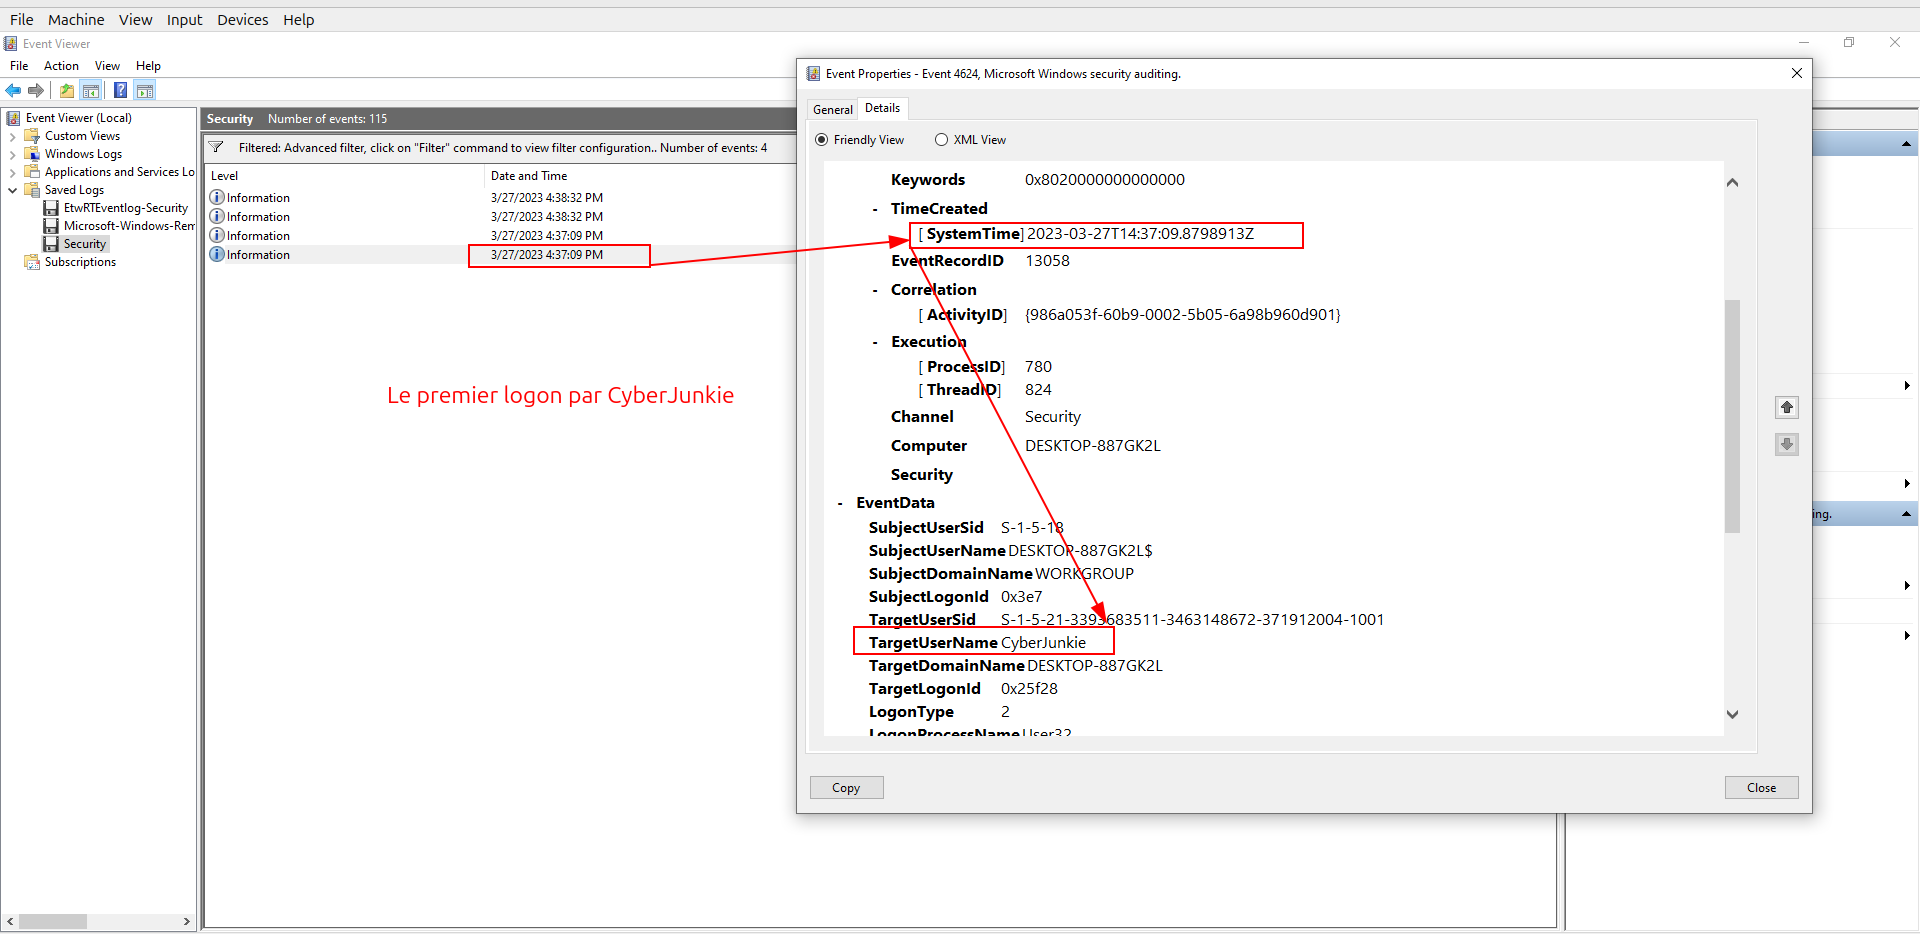 File Machine View Input Devices Help
Event Viewer
File Action View Help
Event Viewer (Local)
Custom Views
Windows Logs
Applications and Services Lo
Saved Logs
EtwRTEventlog-Security
Microsoft-Windows-Rem
Security
Subscriptions
Security Number of events: 115
Filtered: Advanced filter, click on "Filter" command to view filter configuration.. Number of events: 4
Level Date and Time
Information 3/27/2023 4:38:32 PM
Information 3/27/2023 4:38:32 PM
Information 3/27/2023 4:37:09 PM
Information 3/27/2023 4:37:09 PM
Le premier logon par CyberJunkie
Event Properties - Event 4624, Microsoft Windows security auditing.
General Details
Friendly View XML View
Keywords 0x8020000000000000
- TimeCreated
[ SystemTime] 2023-03-27T14:37:09.8798913Z
EventRecordID 13058
- Correlation
[ ActivityID] {986a053f-60b9-0002-5b05-6a98b960d901}
- Execution
[ ProcessID] 780
[ ThreadID] 824
Channel Security
Computer DESKTOP-887GK2L
Security
- EventData
SubjectUserSid S-1-5-18
SubjectUserName DESKTOP-887GK2L$
SubjectDomainName WORKGROUP
SubjectLogonId 0x3e7
TargetUserSid S-1-5-21-3393683511-3463148672-371912004-1001
TargetUserName CyberJunkie
TargetDomainName DESKTOP-887GK2L
TargetLogonId 0x25f28
LogonType 2
LogonProcessName User32
Copy Close
ing.